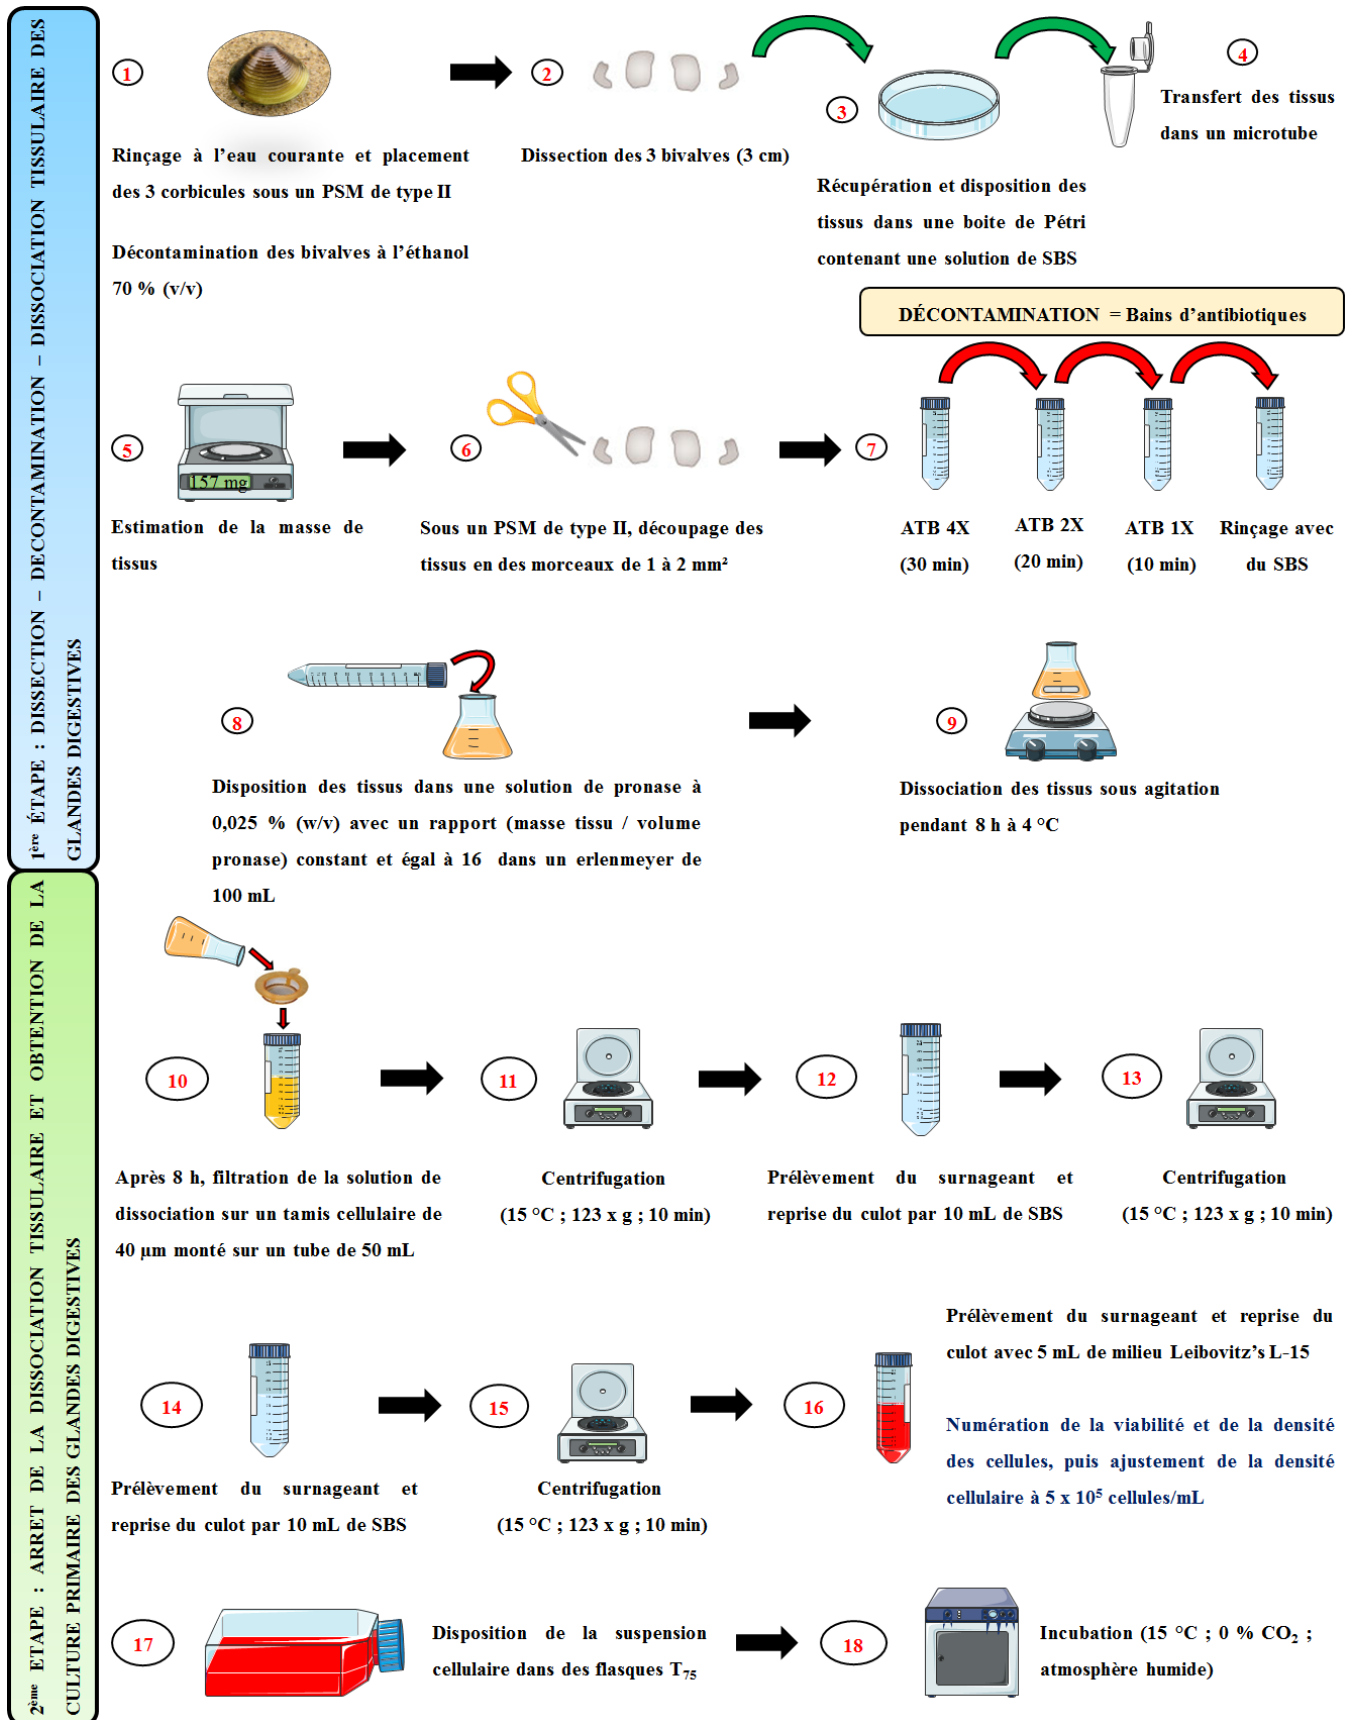 1ère ÉTAPE : DISSECTION – DECONTAMINATION – DISSOCIATION TISSULAIRE DES
GLANDES DIGESTIVES
1
Rinçage à l'eau courante et placement
des 3 corbicules sous un PSM de type II
Décontamination des bivalves à l'éthanol
70 % (v/v)
2
Dissection des 3 bivalves (3 cm)
3
Récupération et disposition des
tissus dans une boite de Pétri
contenant une solution de SBS
4
Transfert des tissus
dans un microtube
5
157 mg
Estimation de la masse de
tissus
6
Sous un PSM de type II, découpage des
tissus en des morceaux de 1 à 2 mm²
DÉCONTAMINATION = Bains d'antibiotiques
7
ATB 4X
(30 min)
ATB 2X
(20 min)
ATB 1X
(10 min)
Rinçage avec
du SBS
8
Disposition des tissus dans une solution de pronase à
0,025 % (w/v) avec un rapport (masse tissu / volume
pronase) constant et égal à 16 dans un erlenmeyer de
100 mL
9
Dissociation des tissus sous agitation
pendant 8 h à 4 °C
2ème ETAPE : ARRET DE LA DISSOCIATION TISSULAIRE ET OBTENTION DE LA
CULTURE PRIMAIRE DES GLANDES DIGESTIVES
10
Après 8 h, filtration de la solution de
dissociation sur un tamis cellulaire de
40 µm monté sur un tube de 50 mL
11
Centrifugation
(15 °C ; 123 x g ; 10 min)
12
Prélèvement du surnageant et
reprise du culot par 10 mL de SBS
13
Centrifugation
(15 °C ; 123 x g ; 10 min)
14
Prélèvement du surnageant et
reprise du culot par 10 mL de SBS
15
Centrifugation
(15 °C ; 123 x g ; 10 min)
16
Prélèvement du surnageant et reprise du
culot avec 5 mL de milieu Leibovitz's L-15
Numération de la viabilité et de la densité
des cellules, puis ajustement de la densité
cellulaire à 5 x 10⁵ cellules/mL
17
Disposition de la suspension
cellulaire dans des flasques T₇₅
18
Incubation (15 °C ; 0 % CO₂ ;
atmosphère humide)